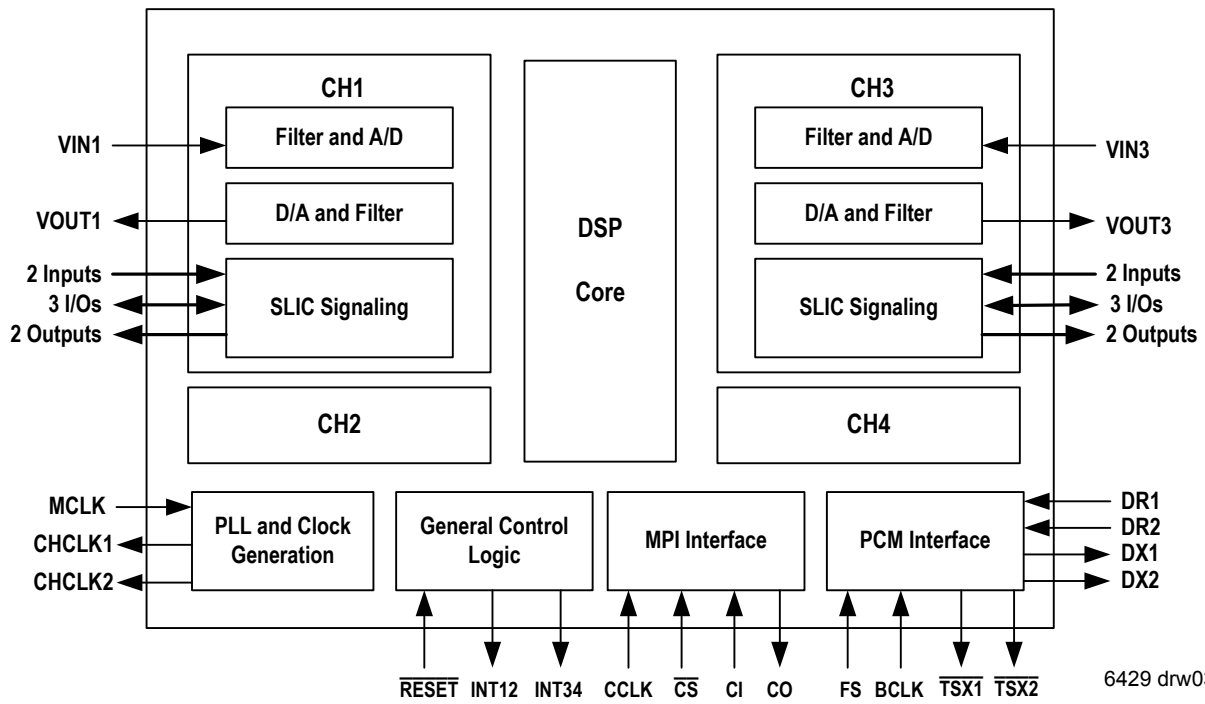 CH1
Filter and A/D
VIN1
D/A and Filter
VOUT1
2 Inputs
3 I/Os
2 Outputs
SLIC Signaling
DSP
Core
CH3
Filter and A/D
VIN3
D/A and Filter
VOUT3
SLIC Signaling
2 Inputs
3 I/Os
2 Outputs
CH2
CH4
MCLK
CHCLK1
CHCLK2
PLL and Clock
Generation
General Control
Logic
MPI Interface
PCM Interface
DR1
DR2
DX1
DX2
RESET INT12 INT34 CCLK CS CI CO FS BCLK TSX1 TSX2
6429 drw03